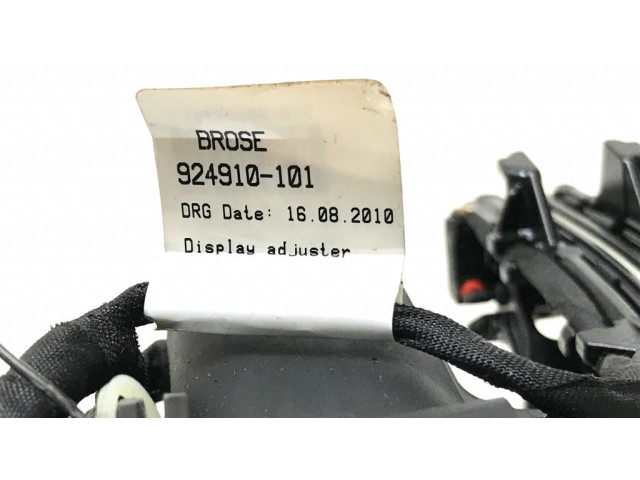 BROSE
924910-101
DRG Date: 16.08.2010
Display adjuster